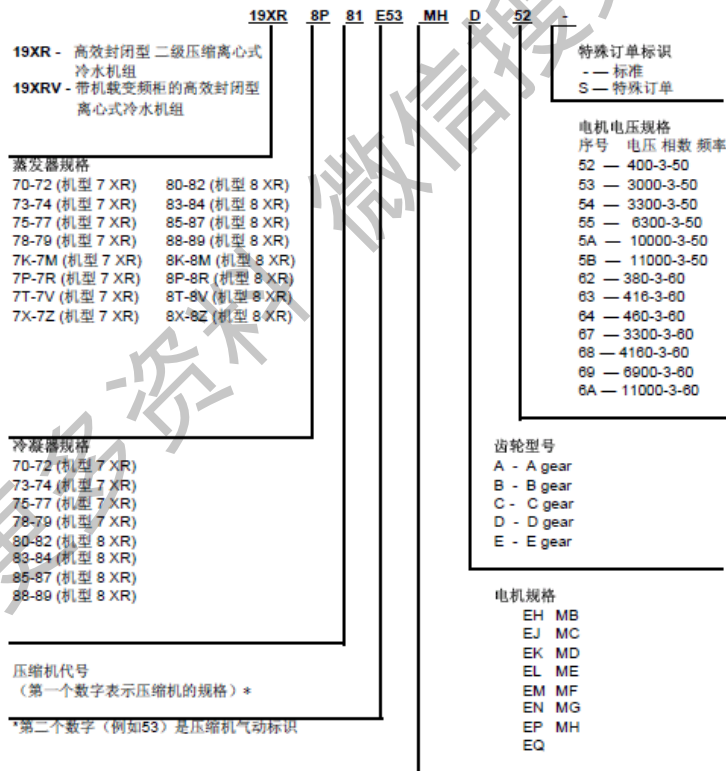 19XR 8P 81 E53 MH D 52 -
19XR - 高效封闭型 二级压缩离心式
冷水机组
19XRV - 带机载变频柜的高效封闭型
离心式冷水机组
蒸发器规格
70-72 (机型 7 XR) 80-82 (机型 8 XR)
73-74 (机型 7 XR) 83-84 (机型 8 XR)
75-77 (机型 7 XR) 85-87 (机型 8 XR)
78-79 (机型 7 XR) 88-89 (机型 8 XR)
7K-7M (机型 7 XR) 8K-8M (机型 8 XR)
7P-7R (机型 7 XR) 8P-8R (机型 8 XR)
7T-7V (机型 7 XR) 8T-8V (机型 8 XR)
7X-7Z (机型 7 XR) 8X-8Z (机型 8 XR)
冷凝器规格
70-72 (机型 7 XR)
73-74 (机型 7 XR)
75-77 (机型 7 XR)
78-79 (机型 7 XR)
80-82 (机型 8 XR)
83-84 (机型 8 XR)
85-87 (机型 8 XR)
88-89 (机型 8 XR)
压缩机代号
（第一个数字表示压缩机的规格）*
*第二个数字（例如53）是压缩机气动标识
特殊订单标识
- — 标准
S — 特殊订单
电机电压规格
序号 电压 相数 频率
52 — 400-3-50
53 — 3000-3-50
54 — 3300-3-50
55 — 6300-3-50
5A — 10000-3-50
5B — 11000-3-50
62 — 380-3-60
63 — 416-3-60
64 — 460-3-60
67 — 3300-3-60
68 — 4160-3-60
69 — 6900-3-60
6A — 11000-3-60
齿轮型号
A - A gear
B - B gear
C - C gear
D - D gear
E - E gear
电机规格
EH MB
EJ MC
EK MD
EL ME
EM MF
EN MG
EP MH
EQ
更多资料 微信搜